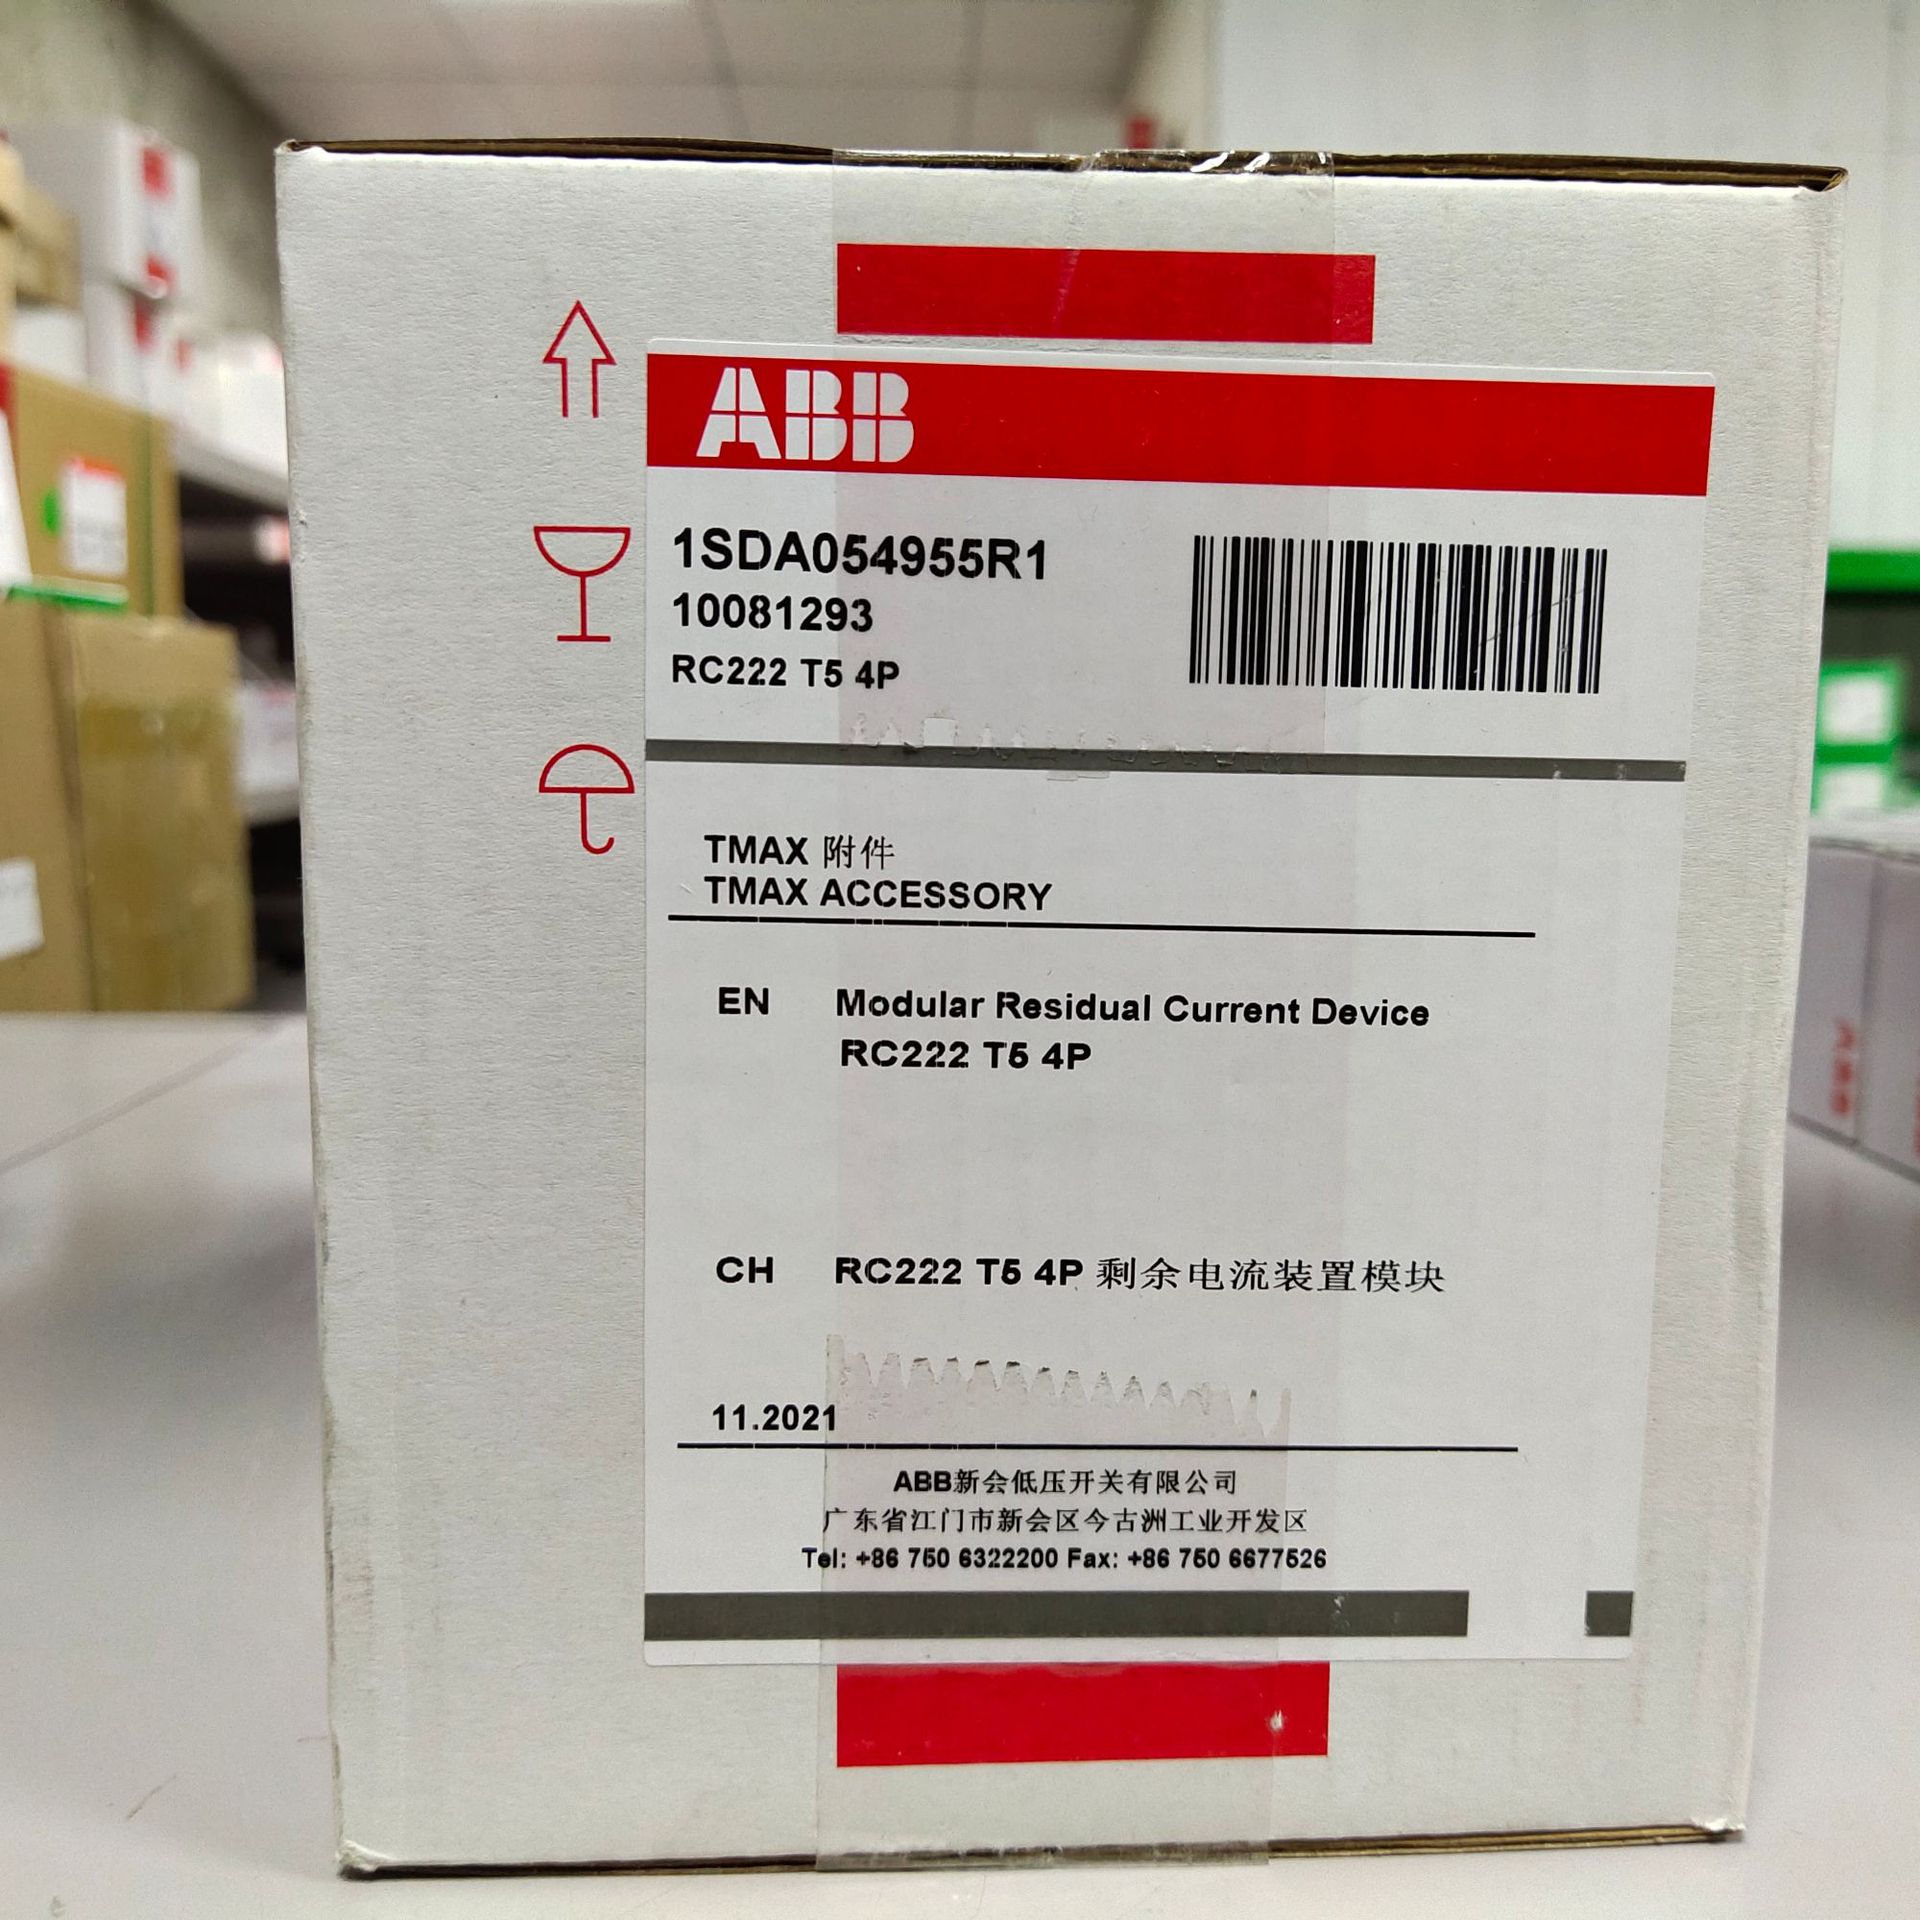 ABB
1SDA054955R1
10081293
RC222 T5 4P
TMAX 附件
TMAX ACCESSORY
EN Modular Residual Current Device
RC222 T5 4P
CH RC222 T5 4P 剩余电流装置模块
11.2021
ABB新会低压开关有限公司
广东省江门市新会区今古洲工业开发区
Tel: +86 750 6322200 Fax: +86 750 6677526